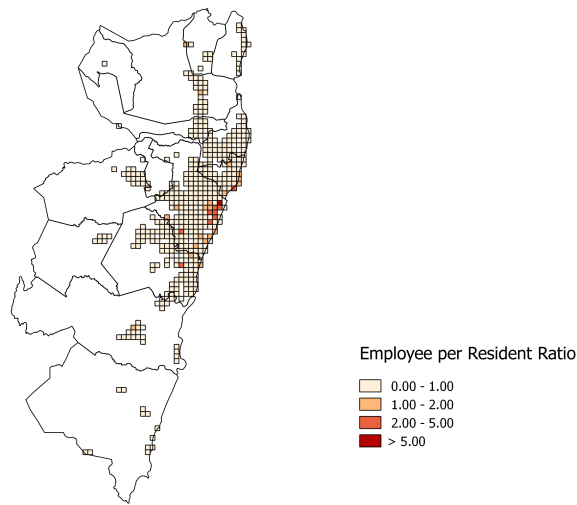 Employee per Resident Ratio
0.00 - 1.00
1.00 - 2.00
2.00 - 5.00
> 5.00